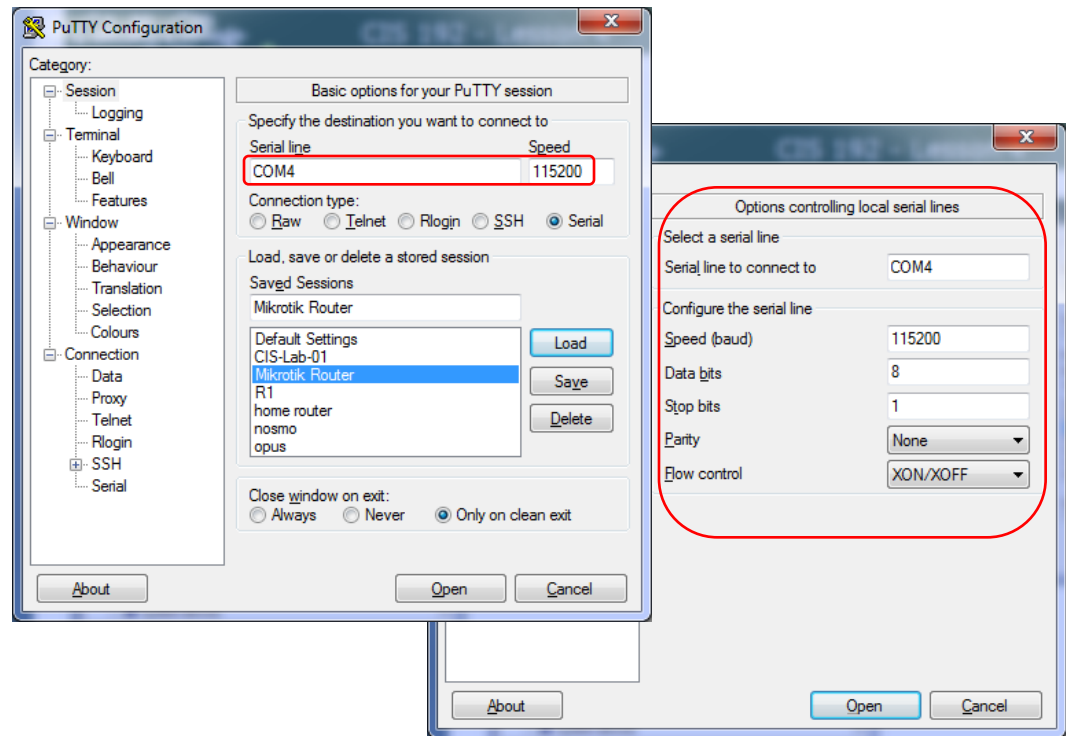 PuTTY Configuration
Category:
Session
Logging
Terminal
Keyboard
Bell
Features
Window
Appearance
Behaviour
Translation
Selection
Colours
Connection
Data
Proxy
Telnet
Rlogin
SSH
Serial
Basic options for your PuTTY session
Specify the destination you want to connect to
Serial line Speed
COM4 115200
Connection type:
Raw Telnet Rlogin SSH Serial
Load, save or delete a stored session
Saved Sessions
Mikrotik Router
Default Settings
CIS-Lab-01
Mikrotik Router
R1
home router
nosmo
opus
Load
Save
Delete
Close window on exit:
Always Never Only on clean exit
About Open Cancel
Options controlling local serial lines
Select a serial line
Serial line to connect to COM4
Configure the serial line
Speed (baud) 115200
Data bits 8
Stop bits 1
Parity None
Flow control XON/XOFF
About Open Cancel